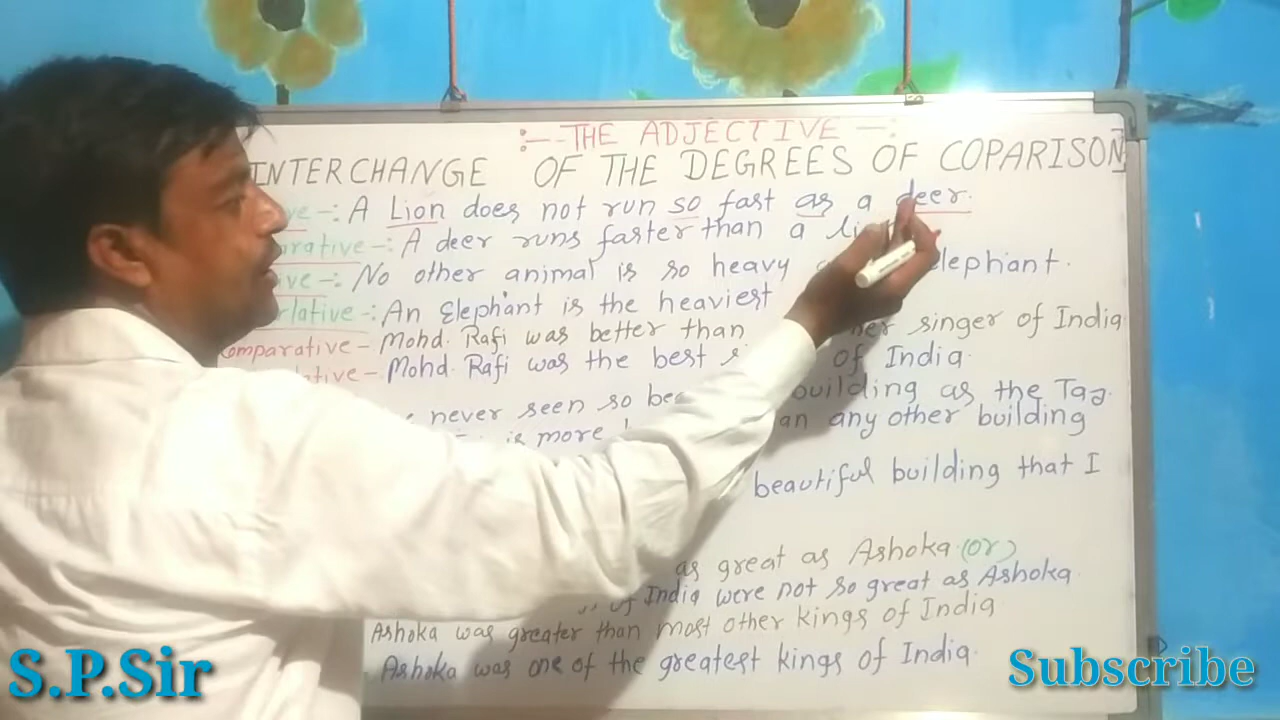 :— THE ADJECTIVE —:
INTERCHANGE OF THE DEGREES OF COPARISON]
A Lion does not run so fast as a deer.
A deer runs faster than a
No other animal is so heavy elephant.
An Elephant is the heaviest
Comparative - Mohd. Rafi was better than singer of India
Mohd. Rafi was the best of India.
never seen so building as the Taj.
is more any other building
beautiful building that I
as great as Ashoka. (or)
of India were not so great as Ashoka.
Ashoka was greater than most other kings of India
Ashoka was one of the greatest kings of India.
S.P.Sir
Subscribe